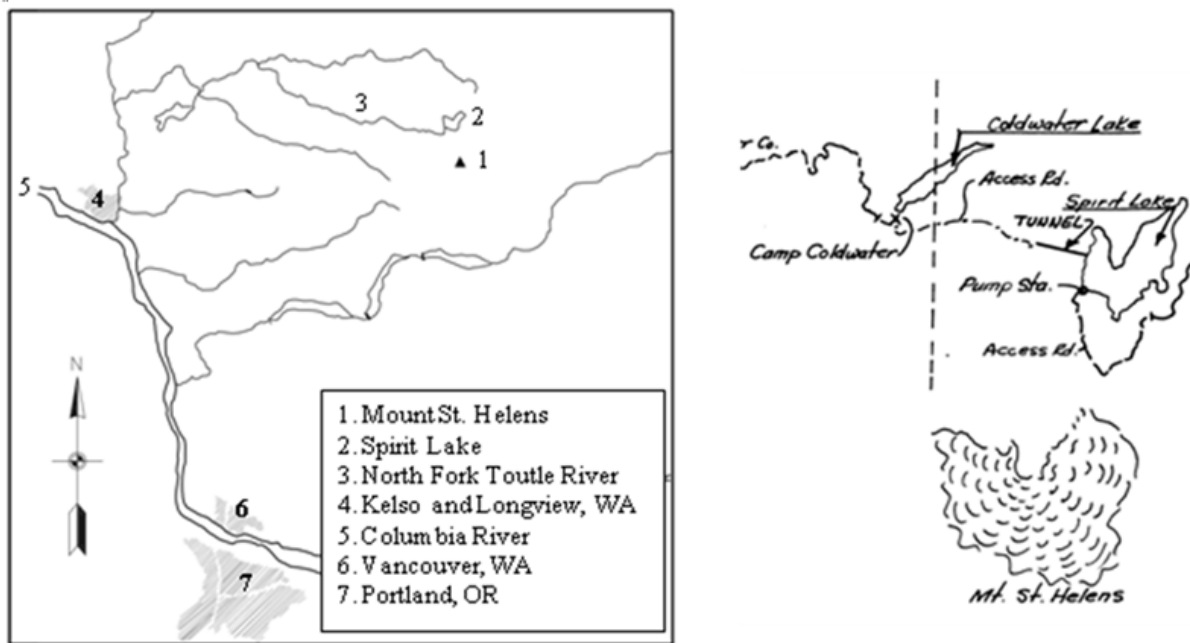 3
2
1
5
4
N
6
7
1. Mount St. Helens
2. Spirit Lake
3. North Fork Toutle River
4. Kelso and Longview, WA
5. Columbia River
6. Vancouver, WA
7. Portland, OR
r Co.
Coldwater Lake
Access Rd.
Spirit Lake
TUNNEL
Camp Coldwater
Pump Sta.
Access Rd.
Mt. St. Helens